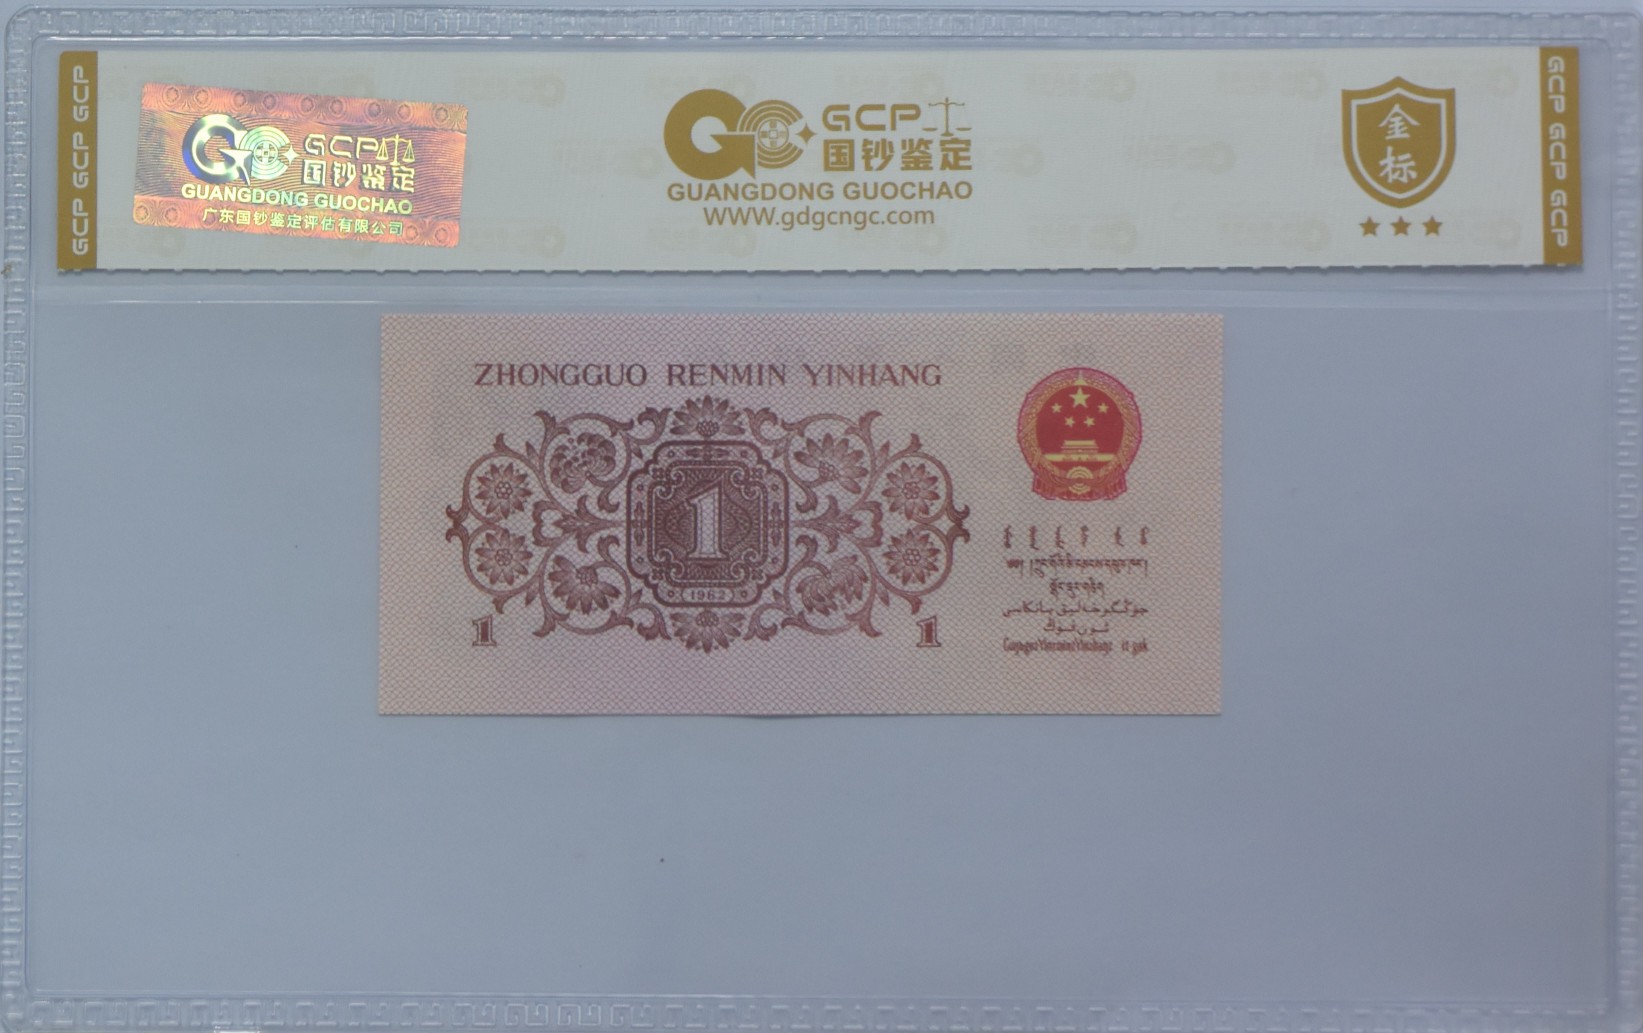 GCP GCP GCP
GCP
国钞鉴定
GUANGDONG GUOCHAO
广东国钞鉴定评估有限公司
GCP
国钞鉴定
GUANGDONG GUOCHAO
WWW.gdgcngc.com
金标
GCP GCP GCP
ZHONGGUO RENMIN YINHANG
1
1962
1 1